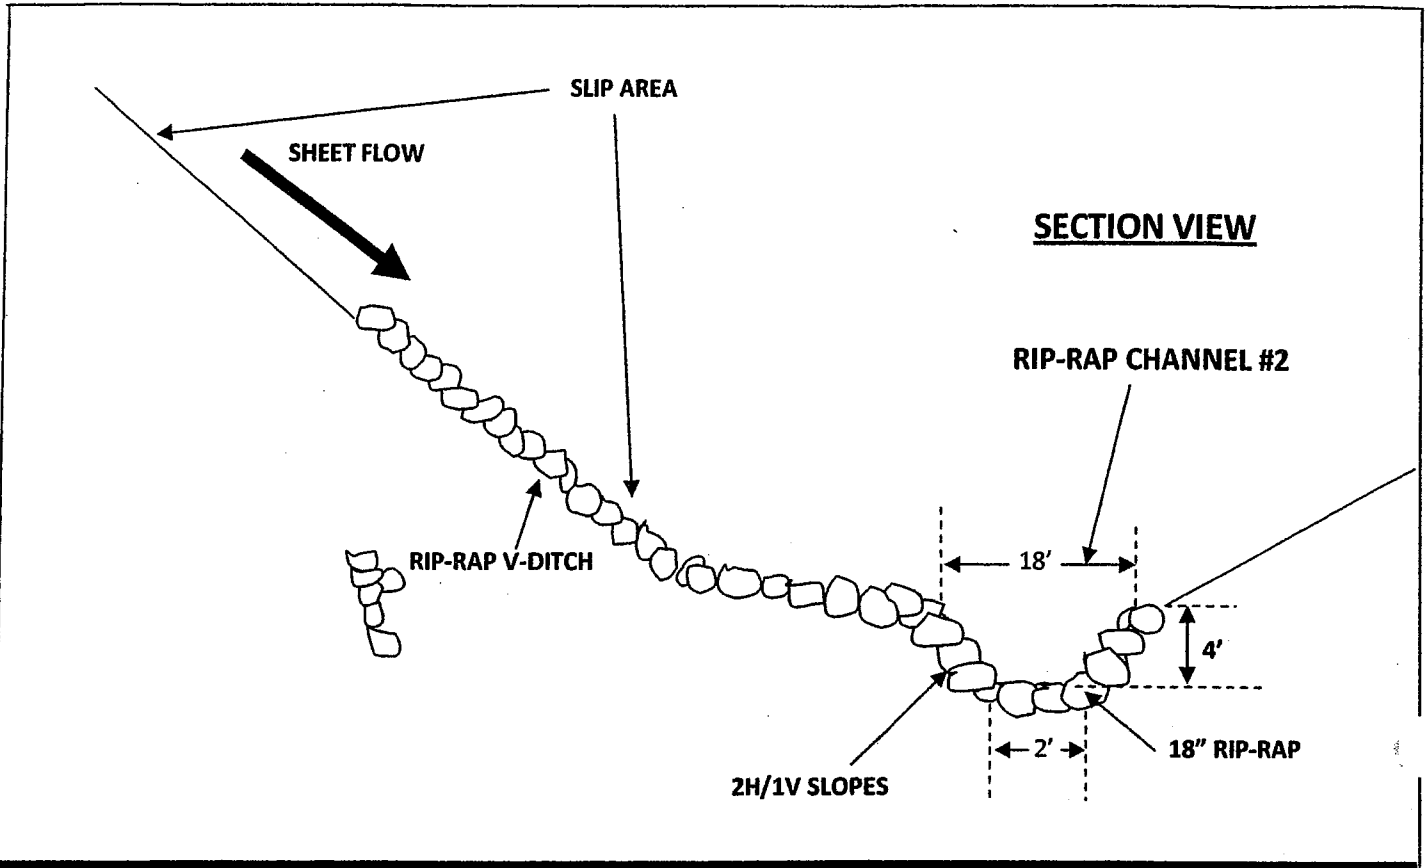 SLIP AREA
SHEET FLOW
SECTION VIEW
RIP-RAP CHANNEL #2
RIP-RAP V-DITCH
18’
4’
2’
18” RIP-RAP
2H/1V SLOPES